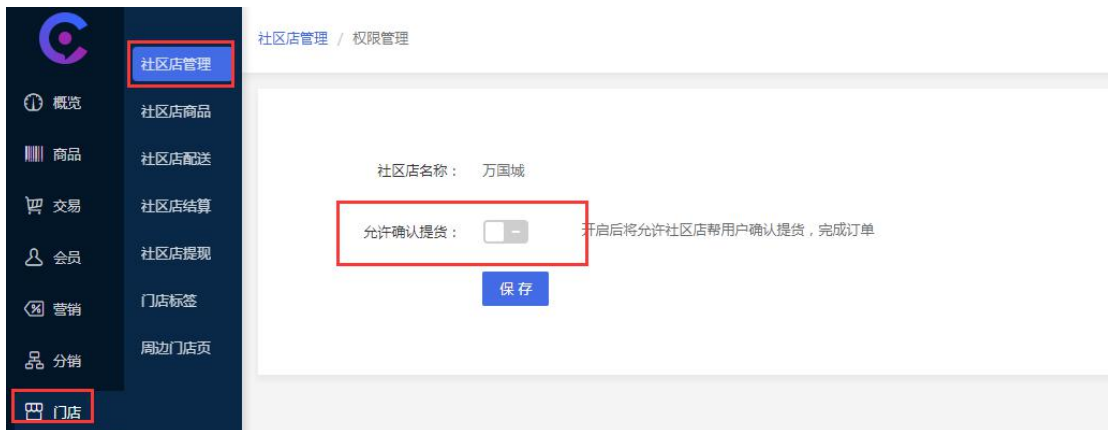 社区店管理 / 权限管理
概览
商品
交易
会员
营销
分销
门店
社区店管理
社区店商品
社区店配送
社区店结算
社区店提现
门店标签
周边门店页
社区店名称： 万国城
允许确认提货： 开启后将允许社区店帮用户确认提货，完成订单
保存